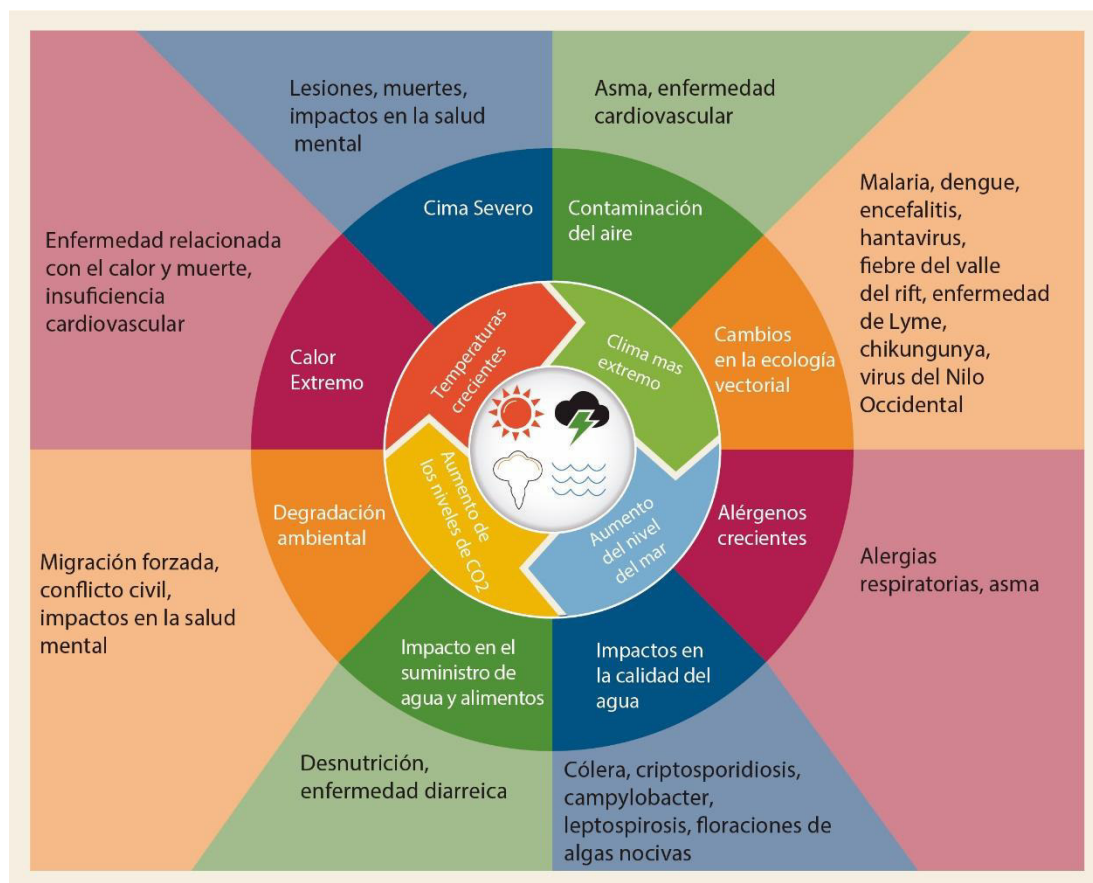 Lesiones, muertes,
impactos en la salud
mental
Asma, enfermedad
cardiovascular
Malaria, dengue,
encefalitis,
hantavirus,
fiebre del valle
del rift, enfermedad
de Lyme,
chikungunya,
virus del Nilo
Occidental
Alergias
respiratorias, asma
Cólera, criptosporidiosis,
campylobacter,
leptospirosis, floraciones de
algas nocivas
Desnutrición,
enfermedad diarreica
Migración forzada,
conflicto civil,
impactos en la salud
mental
Enfermedad relacionada
con el calor y muerte,
insuficiencia
cardiovascular
Cima Severo
Contaminación
del aire
Cambios
en la ecología
vectorial
Alérgenos
crecientes
Impactos en
la calidad del
agua
Impacto en el
suministro de
agua y alimentos
Degradación
ambiental
Calor
Extremo
Temperaturas
crecientes
Clima mas
extremo
Aumento
del nivel
del mar
Aumento de
los niveles de CO2